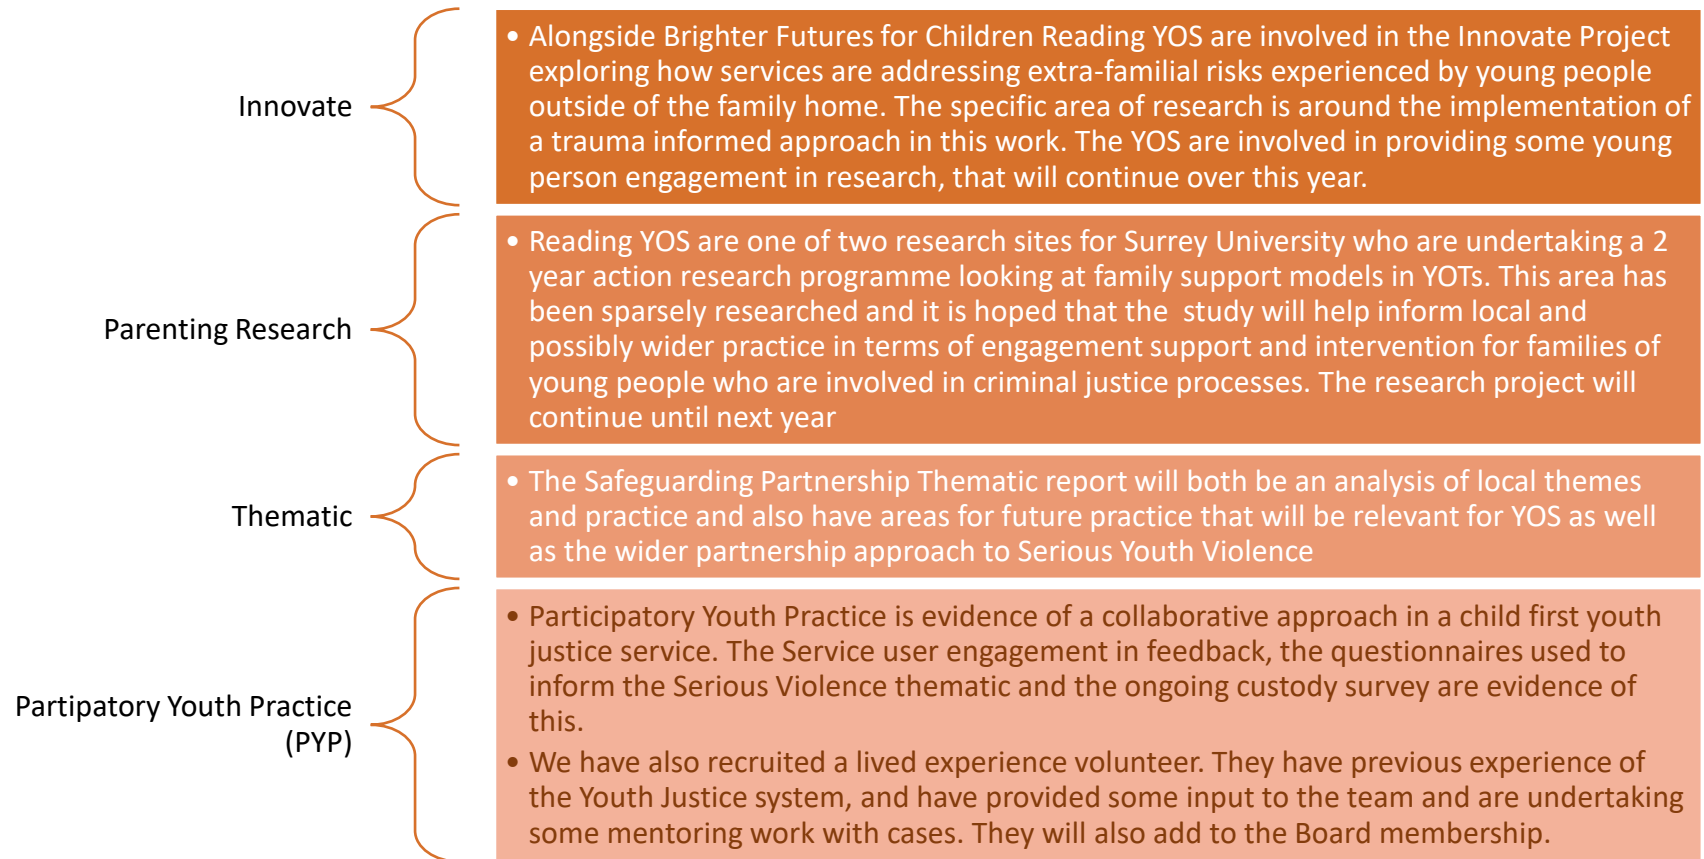 Innovate
• Alongside Brighter Futures for Children Reading YOS are involved in the Innovate Project
exploring how services are addressing extra-familial risks experienced by young people
outside of the family home. The specific area of research is around the implementation of
a trauma informed approach in this work. The YOS are involved in providing some young
person engagement in research, that will continue over this year.
Parenting Research
• Reading YOS are one of two research sites for Surrey University who are undertaking a 2
year action research programme looking at family support models in YOTs. This area has
been sparsely researched and it is hoped that the  study will help inform local and
possibly wider practice in terms of engagement support and intervention for families of
young people who are involved in criminal justice processes. The research project will
continue until next year
Thematic
• The Safeguarding Partnership Thematic report will both be an analysis of local themes
and practice and also have areas for future practice that will be relevant for YOS as well
as the wider partnership approach to Serious Youth Violence
Partipatory Youth Practice
(PYP)
• Participatory Youth Practice is evidence of a collaborative approach in a child first youth
justice service. The Service user engagement in feedback, the questionnaires used to
inform the Serious Violence thematic and the ongoing custody survey are evidence of
this.
• We have also recruited a lived experience volunteer. They have previous experience of
the Youth Justice system, and have provided some input to the team and are undertaking
some mentoring work with cases. They will also add to the Board membership.